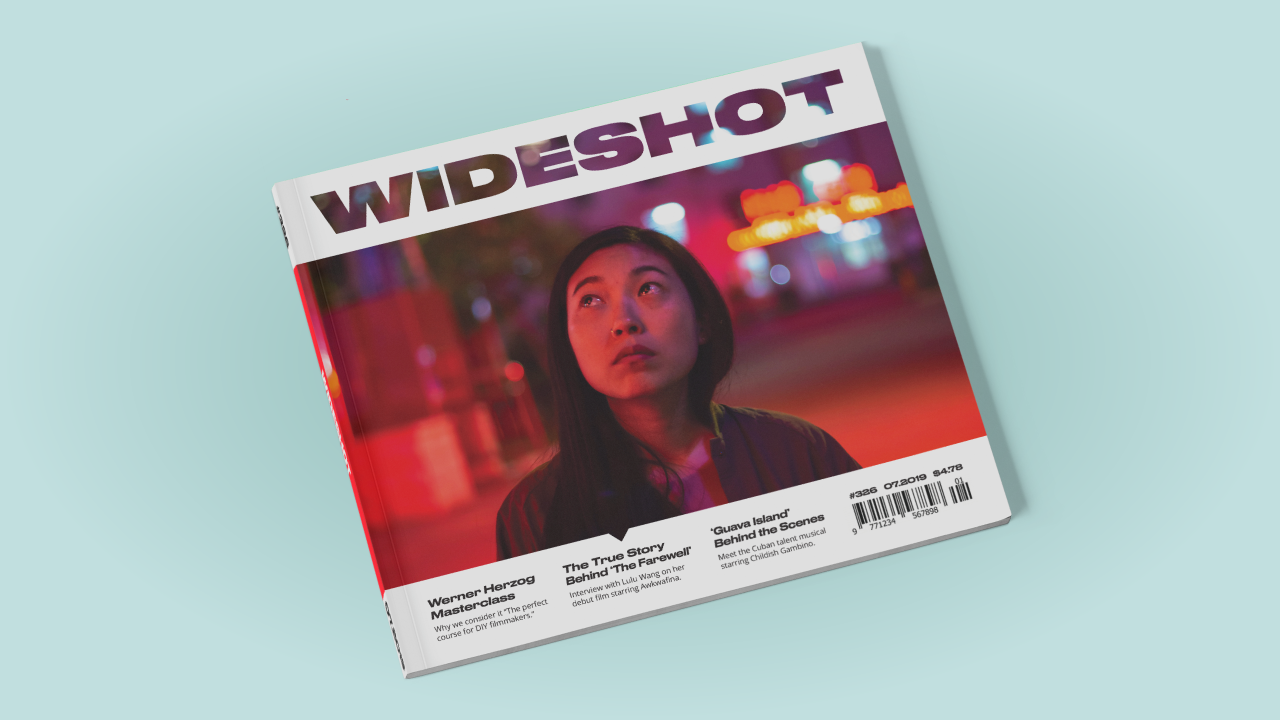 WIDESHOT
Werner Herzog
Masterclass
Why we consider it "The perfect
course for DIY filmmakers."
The True Story
Behind 'The Farewell'
Interview with Lulu Wang on her
debut film starring Awkwafina.
'Guava Island'
Behind the Scenes
Meet the Cuban talent musical
starring Childish Gambino.
#326 07.2019 $4.78
01
9 771234 567898